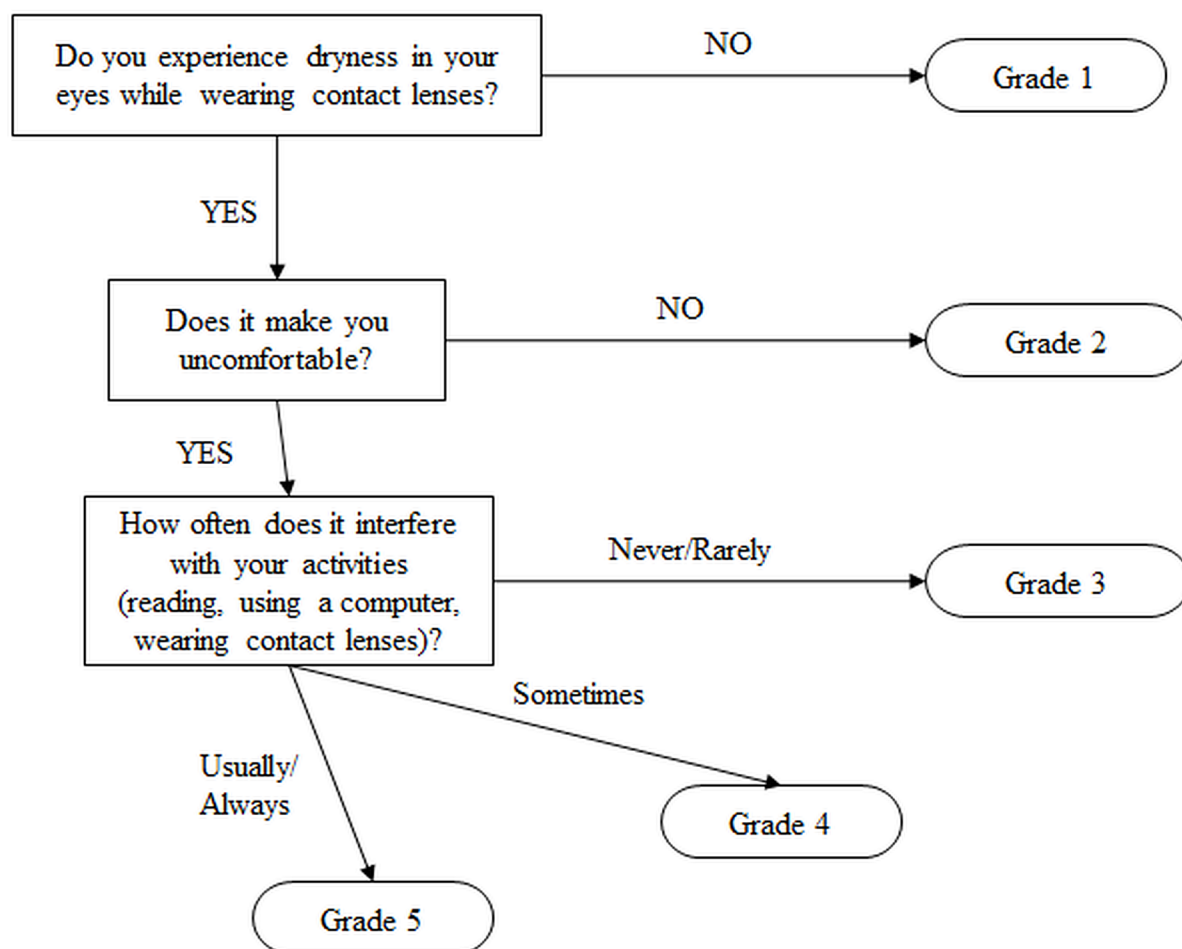 Do you experience dryness in your
eyes while wearing contact lenses?
NO
Grade 1
YES
Does it make you
uncomfortable?
NO
Grade 2
YES
How often does it interfere
with your activities
(reading, using a computer,
wearing contact lenses)?
Never/Rarely
Grade 3
Sometimes
Usually/
Always
Grade 4
Grade 5